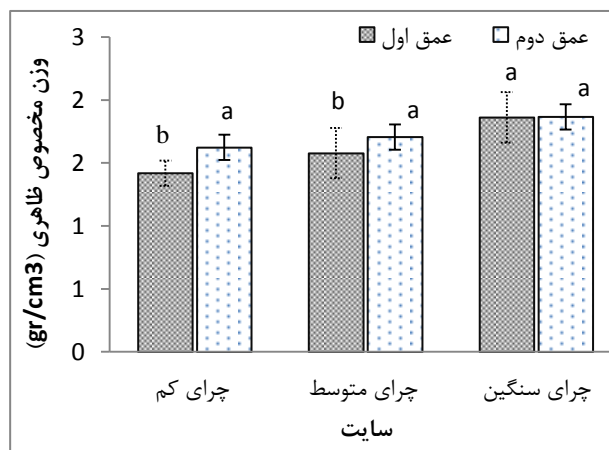 عمق اول عمق دوم
وزن مخصوص ظاهری (gr/cm3)
3
2
2
1
1
0
b a b a a a
چرای کم چرای متوسط چرای سنگین
سایت